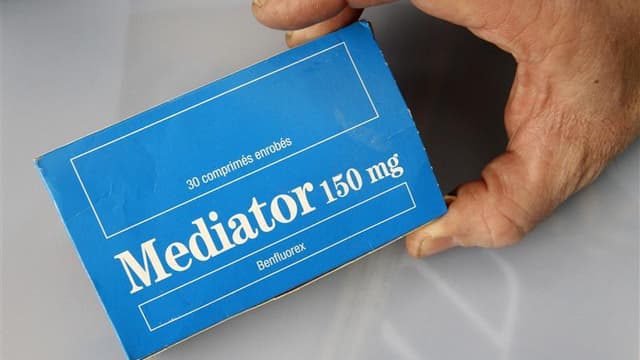 30 comprimés enrobés
Mediator 150 mg
Benfluorex